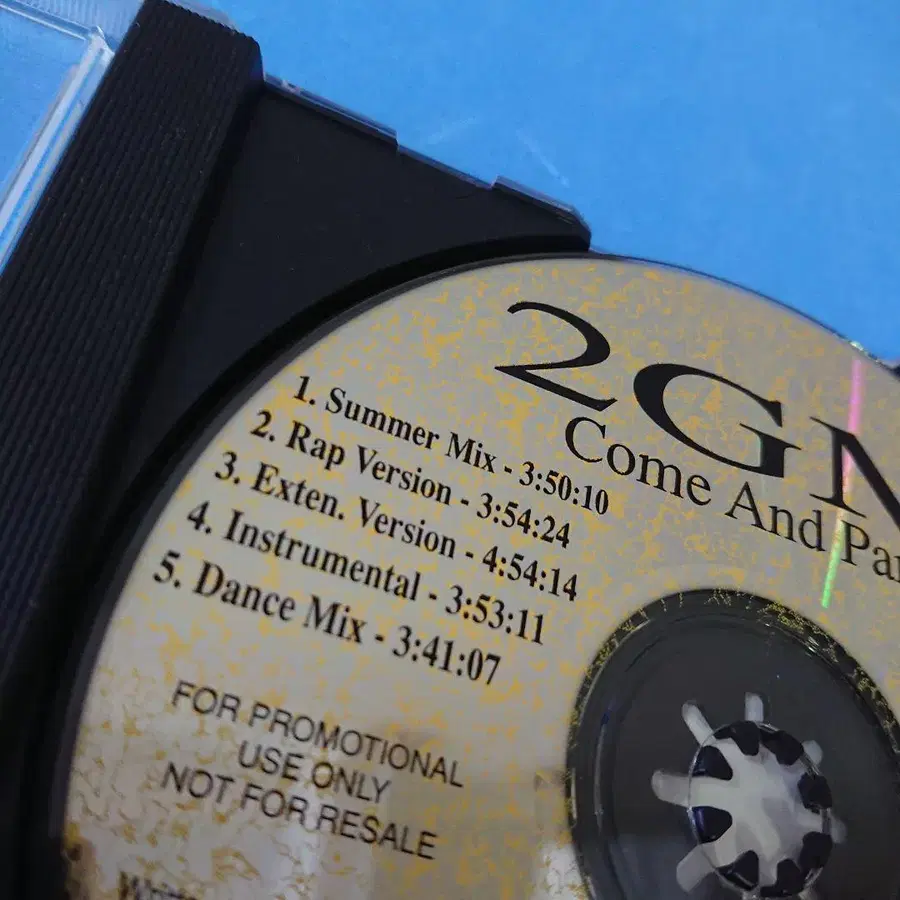 2G
Come And
1. Summer Mix - 3:50:10
2. Rap Version - 3:54:24
3. Exten. Version - 4:54:14
4. Instrumental - 3:53:11
5. Dance Mix - 3:41:07
FOR PROMOTIONAL
USE ONLY
NOT FOR RESALE